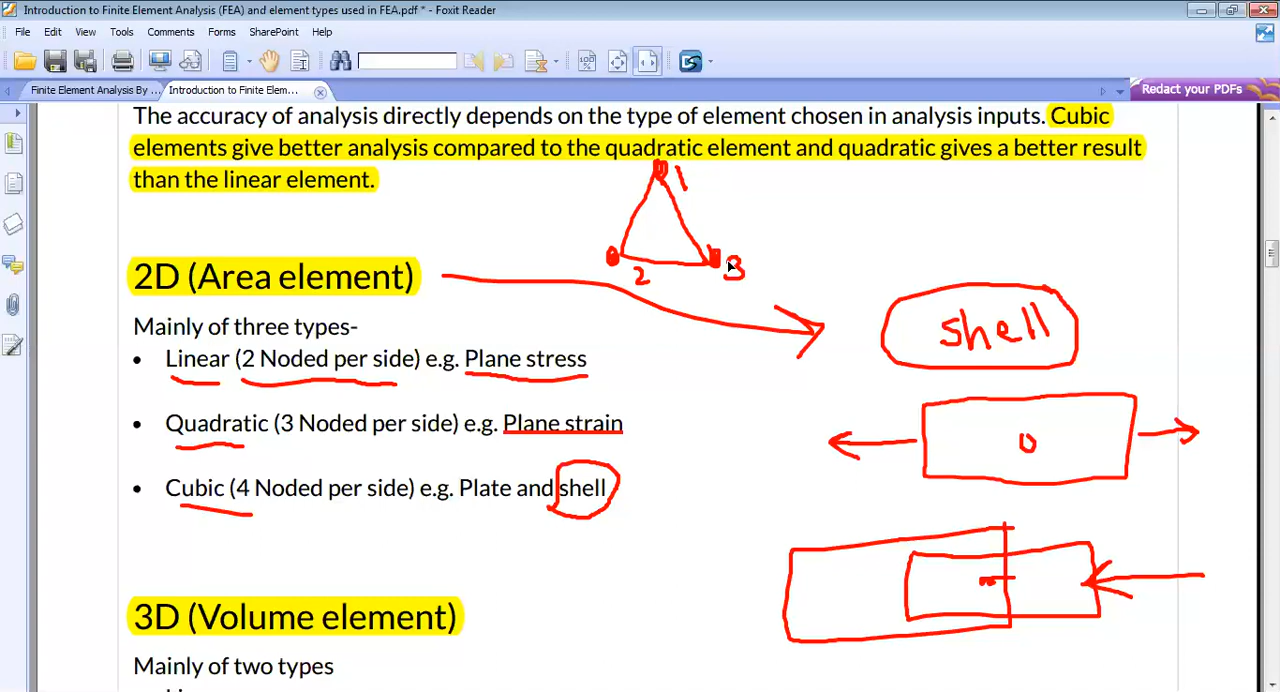 Introduction to Finite Element Analysis (FEA) and element types used in FEA.pdf * - Foxit Reader
File Edit View Tools Comments Forms SharePoint Help
Finite Element Analysis By ... Introduction to Finite Elem... Redact your PDFs
The accuracy of analysis directly depends on the type of element chosen in analysis inputs. Cubic
elements give better analysis compared to the quadratic element and quadratic gives a better result
than the linear element.
1
2 3
2D (Area element)
shell
Mainly of three types-
• Linear (2 Noded per side) e.g. Plane stress
• Quadratic (3 Noded per side) e.g. Plane strain
• Cubic (4 Noded per side) e.g. Plate and shell
3D (Volume element)
Mainly of two types